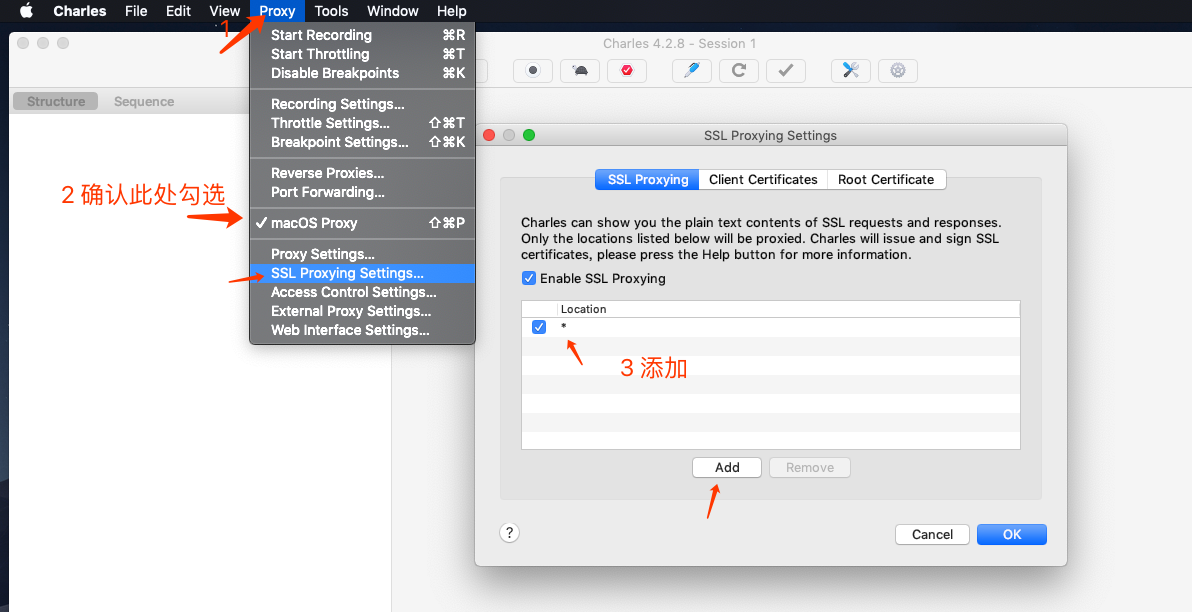 Charles File Edit View Proxy Tools Window Help
1
Charles 4.2.8 - Session 1
Start Recording ⌘R
Start Throttling ⌘T
Disable Breakpoints ⌘K
Recording Settings...
Throttle Settings... ⇧⌘T
Breakpoint Settings... ⇧⌘K
Reverse Proxies...
Port Forwarding...
✓ macOS Proxy ⇧⌘P
Proxy Settings...
SSL Proxying Settings...
Access Control Settings...
External Proxy Settings...
Web Interface Settings...
Structure Sequence
2 确认此处勾选
SSL Proxying Settings
SSL Proxying Client Certificates Root Certificate
Charles can show you the plain text contents of SSL requests and responses.
Only the locations listed below will be proxied. Charles will issue and sign SSL
certificates, please press the Help button for more information.
Enable SSL Proxying
Location
*
3 添加
Add Remove
?
Cancel OK